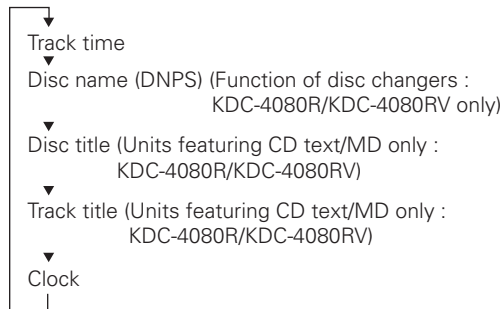 Track time
Disc name (DNPS) (Function of disc changers :
KDC-4080R/KDC-4080RV only)
Disc title (Units featuring CD text/MD only :
KDC-4080R/KDC-4080RV)
Track title (Units featuring CD text/MD only :
KDC-4080R/KDC-4080RV)
Clock